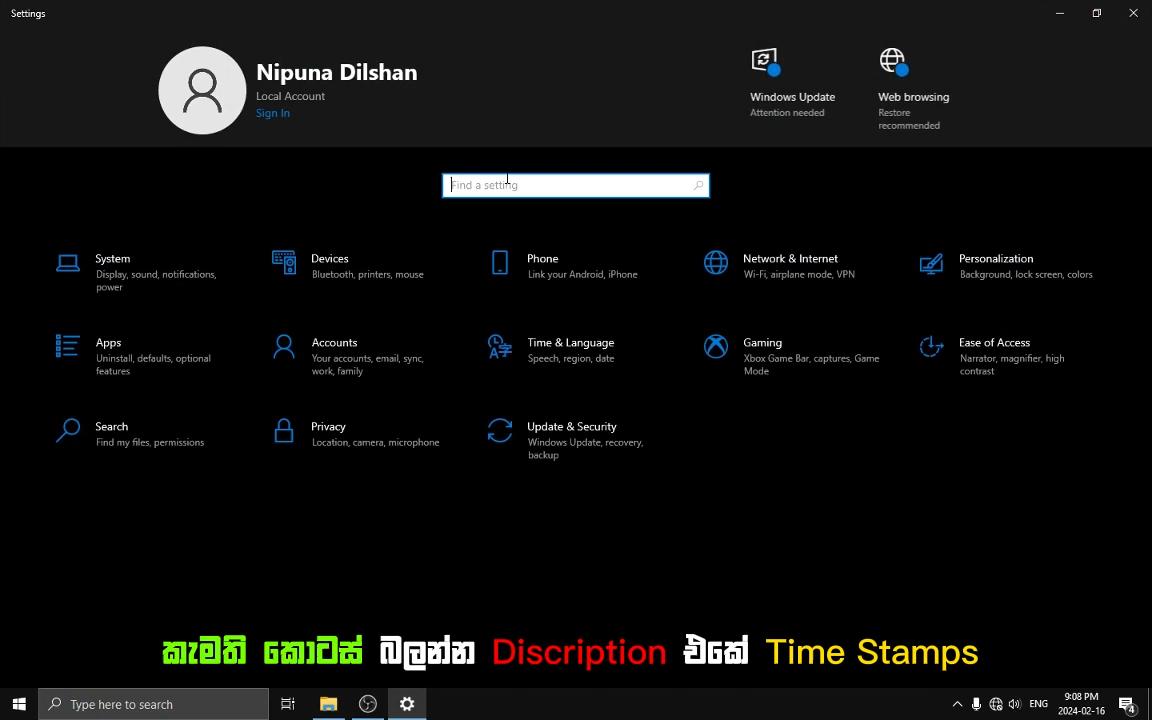 Settings
Nipuna Dilshan
Local Account
Sign In
Windows Update
Attention needed
Web browsing
Restore
recommended
Find a setting
System
Display, sound, notifications,
power
Devices
Bluetooth, printers, mouse
Phone
Link your Android, iPhone
Network & Internet
Wi-Fi, airplane mode, VPN
Personalization
Background, lock screen, colors
Apps
Uninstall, defaults, optional
features
Accounts
Your accounts, email, sync,
work, family
Time & Language
Speech, region, date
Gaming
Xbox Game Bar, captures, Game
Mode
Ease of Access
Narrator, magnifier, high
contrast
Search
Find my files, permissions
Privacy
Location, camera, microphone
Update & Security
Windows Update, recovery,
backup
කැමති කොටස් බලන්න Discription එකේ Time Stamps
Type here to search
ENG
9:08 PM
2024-02-16
4